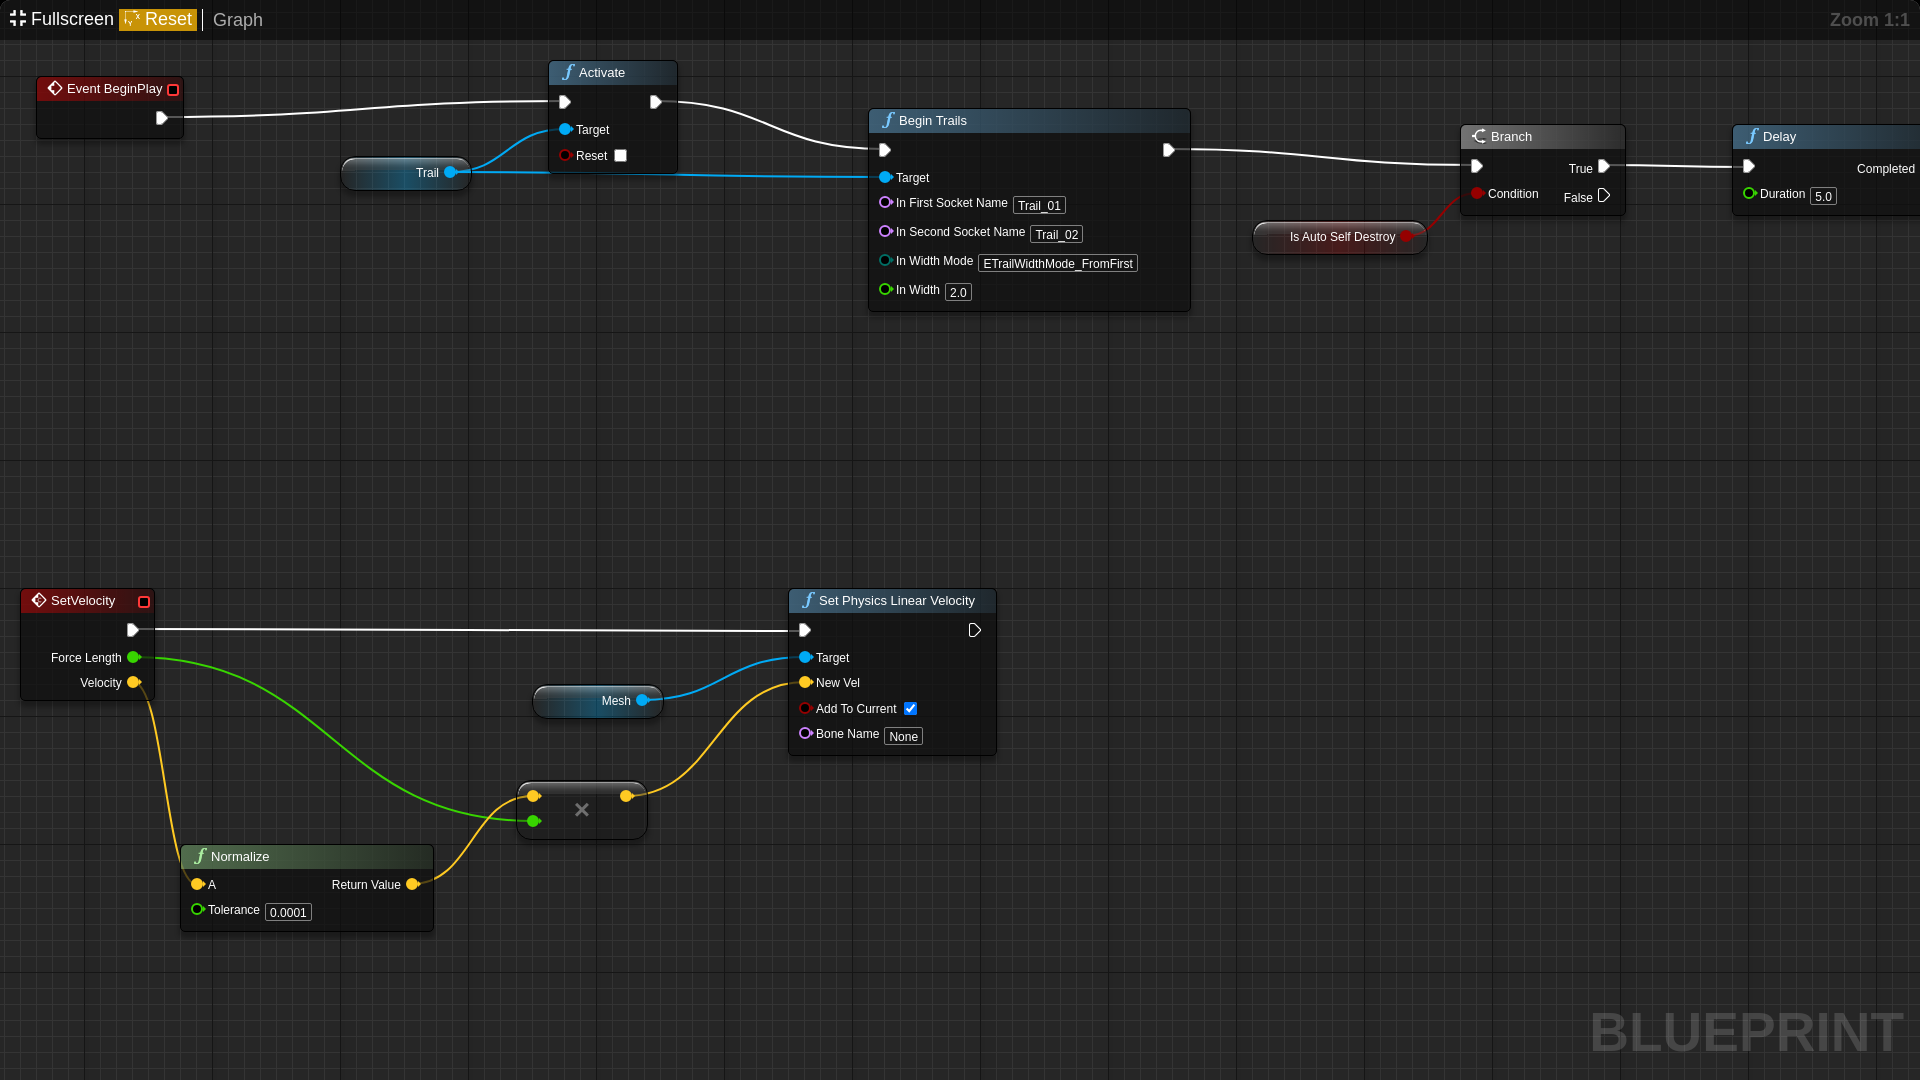 Fullscreen Reset Graph Zoom 1:1
Event BeginPlay
Activate
Target
Reset
Trail
Begin Trails
Target
In First Socket Name Trail_01
In Second Socket Name Trail_02
In Width Mode ETrailWidthMode_FromFirst
In Width 2.0
Is Auto Self Destroy
Branch
True
Condition
False
Delay
Completed
Duration 5.0
SetVelocity
Force Length
Velocity
Mesh
Set Physics Linear Velocity
Target
New Vel
Add To Current
Bone Name None
Normalize
A Return Value
Tolerance 0.0001
BLUEPRINT